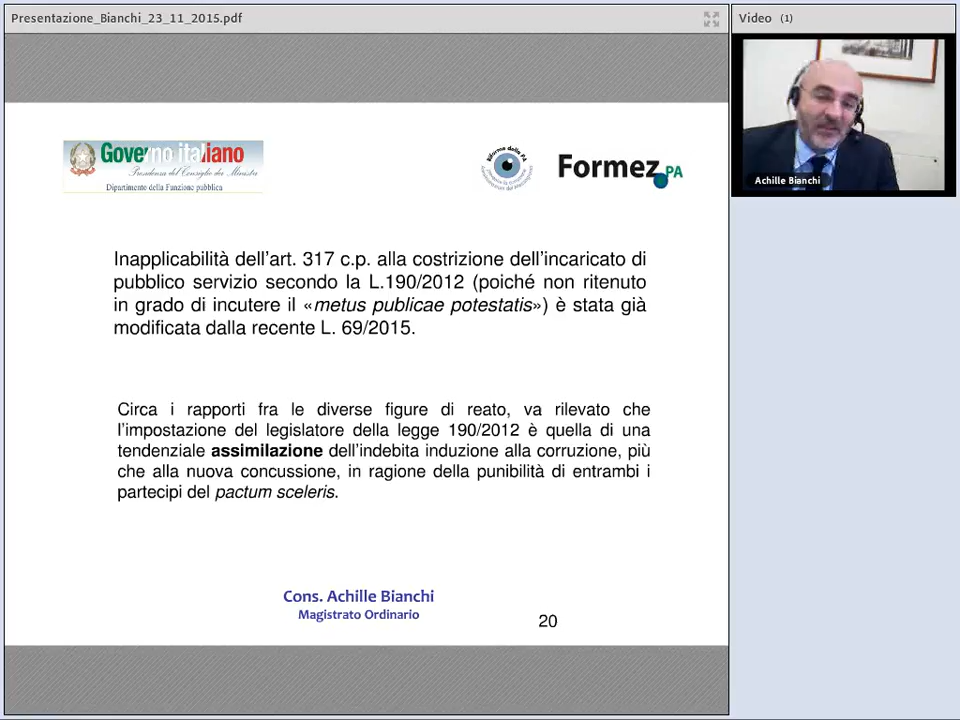 Presentazione_Bianchi_23_11_2015.pdf
Video (1)
Governo italiano
Presidenza del Consiglio dei Ministri
Dipartimento della Funzione pubblica
Riforma della PA
Formez PA
Achille Bianchi
Inapplicabilità dell'art. 317 c.p. alla costrizione dell'incaricato di
pubblico servizio secondo la L.190/2012 (poiché non ritenuto
in grado di incutere il «metus publicae potestatis») è stata già
modificata dalla recente L. 69/2015.
Circa i rapporti fra le diverse figure di reato, va rilevato che
l'impostazione del legislatore della legge 190/2012 è quella di una
tendenziale assimilazione dell'indebita induzione alla corruzione, più
che alla nuova concussione, in ragione della punibilità di entrambi i
partecipi del pactum sceleris.
Cons. Achille Bianchi
Magistrato Ordinario
20